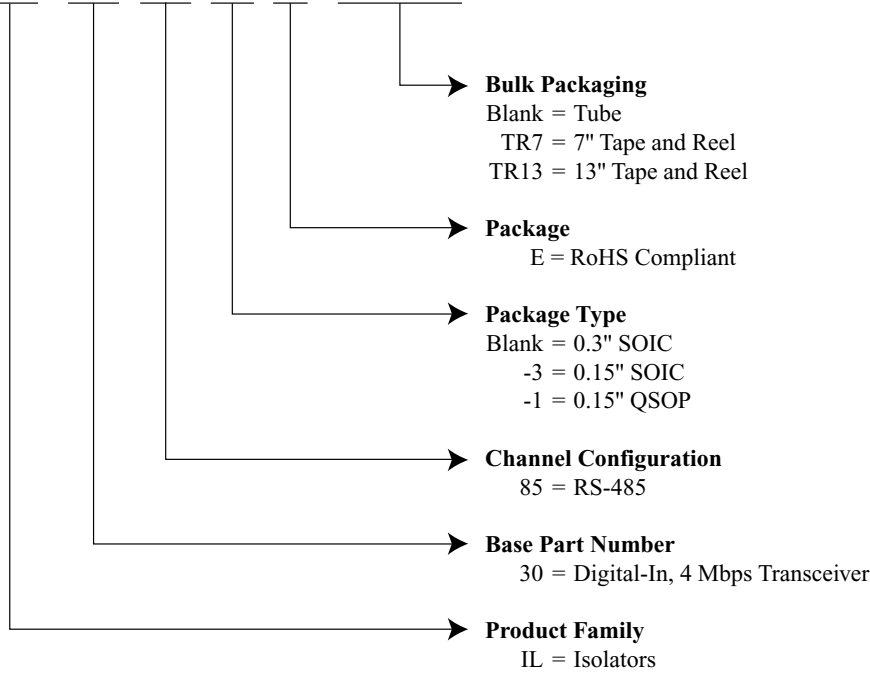 Bulk Packaging
Blank = Tube
TR7 = 7" Tape and Reel
TR13 = 13" Tape and Reel
Package
E = RoHS Compliant
Package Type
Blank = 0.3" SOIC
-3 = 0.15" SOIC
-1 = 0.15" QSOP
Channel Configuration
85 = RS-485
Base Part Number
30 = Digital-In, 4 Mbps Transceiver
Product Family
IL = Isolators